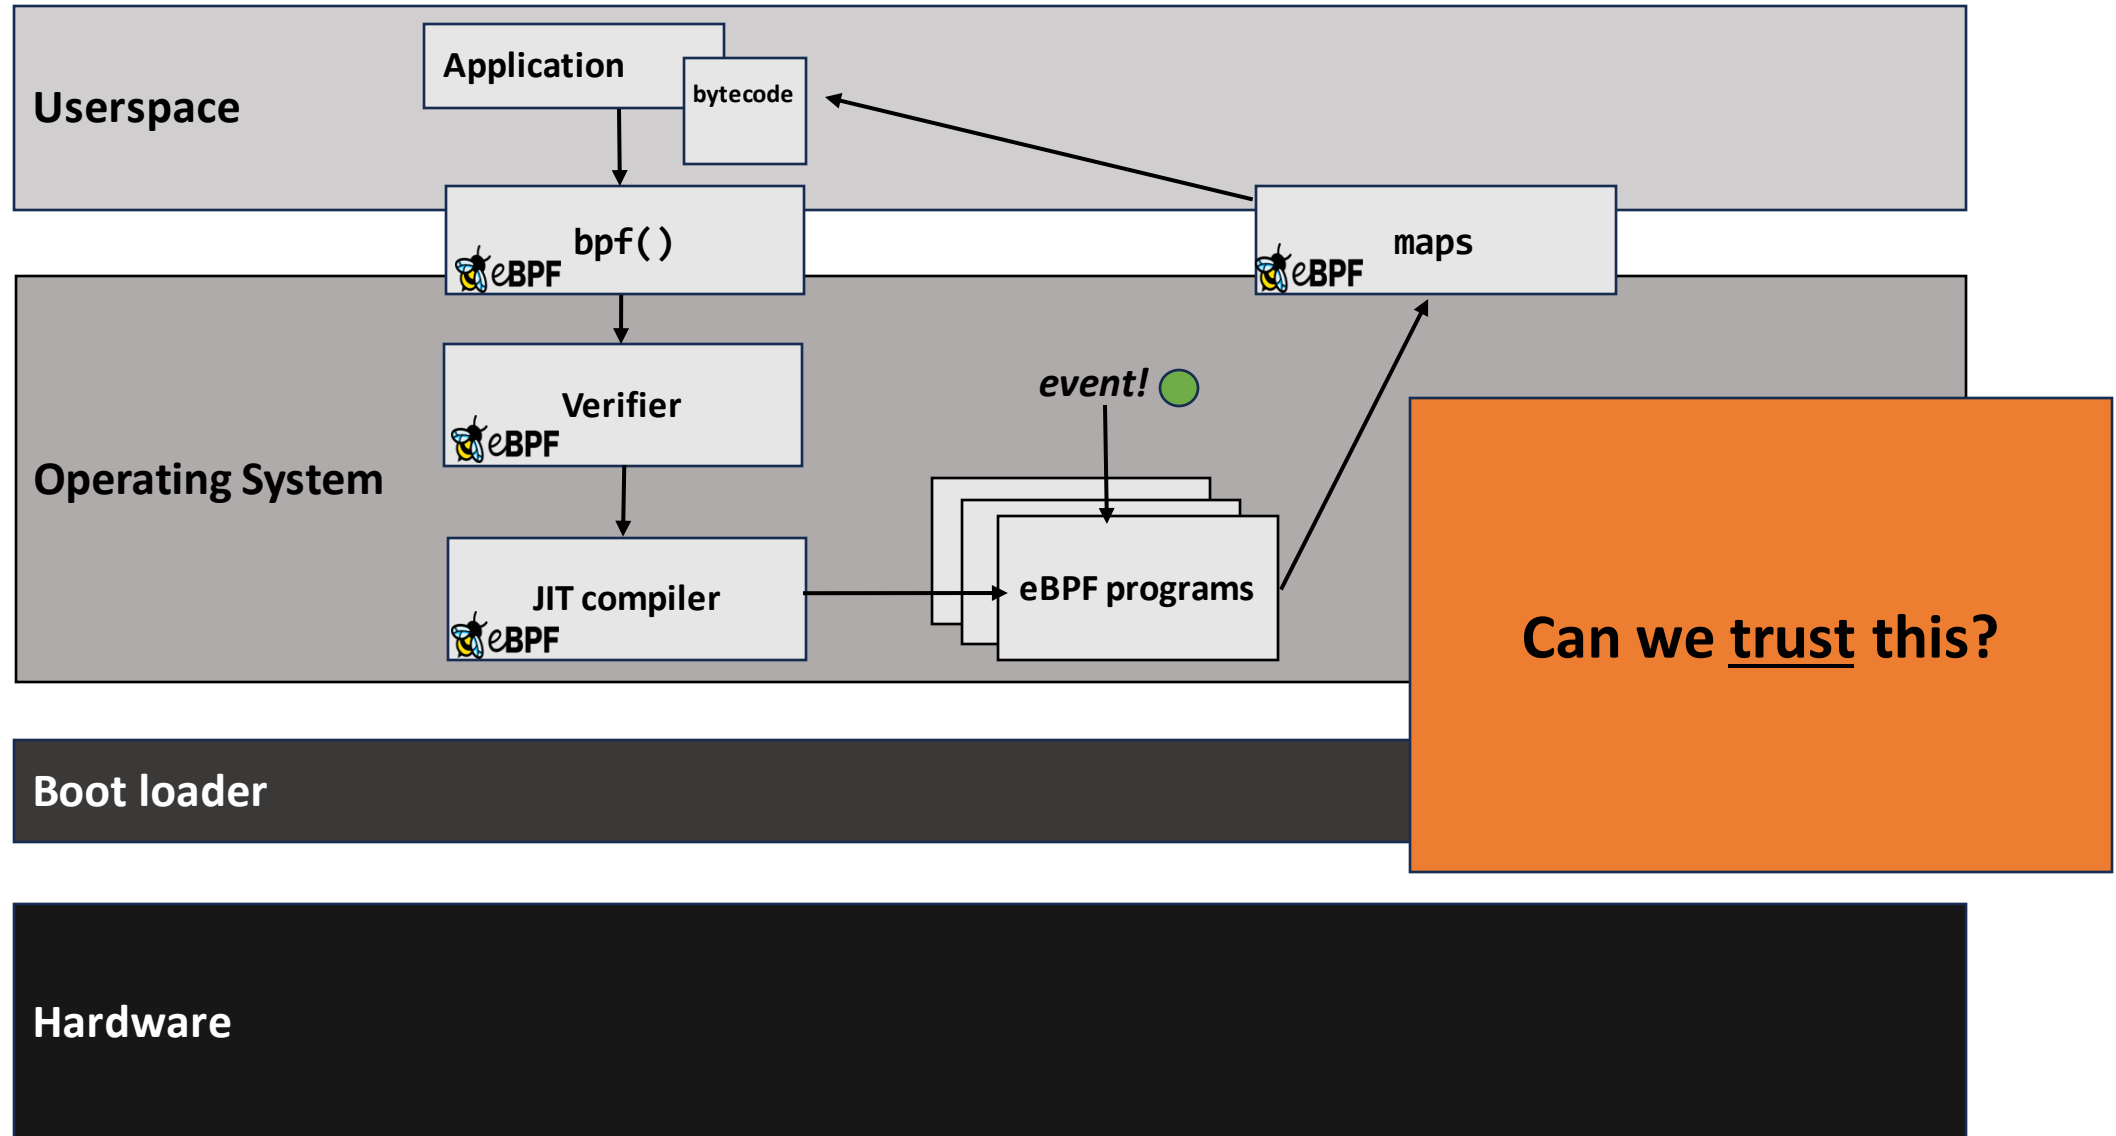 Application
bytecode
Userspace
bpf()
eBPF
maps
eBPF
event!
Verifier
eBPF
Operating System
JIT compiler
eBPF
eBPF programs
Can we trust this?
Boot loader
Hardware